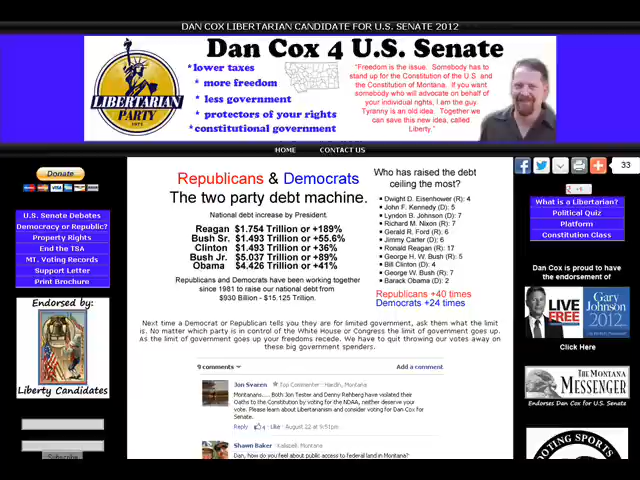 DAN COX LIBERTARIAN CANDIDATE FOR U.S. SENATE 2012
Dan Cox 4 U.S. Senate
*lower taxes
* more freedom
* less government
* protectors of your rights
*constitutional government
LIBERTARIAN
PARTY
1971
"Freedom is the issue. Somebody has to
stand up for the Constitution of the U.S. and
the Constitution of Montana. If you want
somebody who will advocate on behalf of
your individual rights, I am the guy.
Tyranny is an old idea. Together we
can save this new idea, called
Liberty."
HOME
CONTACT US
Donate
U.S. Senate Debates
Democracy or Republic?
Property Rights
End the TSA
MT. Voting Records
Support Letter
Print Brochure
Endorsed by:
Liberty Candidates
Subscribe
Republicans & Democrats
The two party debt machine.
National debt increase by President.
Reagan $1.754 Trillion or +189%
Bush Sr. $1.493 Trillion or +55.6%
Clinton $1.493 Trillion or +36%
Bush Jr. $5.037 Trillion or +89%
Obama $4.426 Trillion or +41%
Republicans and Democrats have been working together
since 1981 to raise our national debt from
$930 Billion - $15.125 Trillion.
Who has raised the debt
ceiling the most?
• Dwight D. Eisenhower (R): 4
• John F. Kennedy (D): 5
• Lyndon B. Johnson (D): 7
• Richard M. Nixon (R): 7
• Gerald R. Ford (R): 6
• Jimmy Carter (D): 6
• Ronald Reagan (R): 17
• George H. W. Bush (R): 5
• Bill Clinton (D): 4
• George W. Bush (R): 7
• Barack Obama (D): 2
Republicans +40 times
Democrats +24 times
Next time a Democrat or Republican tells you they are for limited government, ask them what the limit
is. No matter which party is in control of the White House or Congress the limit of government goes up.
As the limit of government goes up your freedoms recede. We have to quit throwing our votes away on
these big government spenders.
9 comments
Add a comment
Jon Svaren
Top Commenter · Hardin, Montana
Montanans.... Both Jon Tester and Denny Rehberg have violated their
Oaths to the Constitution by voting for the NDAA, neither deserve your
vote. Please learn about Libertarianism and consider voting for Dan Cox for
Senate.
Reply · 4 · Like · August 22 at 9:51pm
Shawn Baker · Kalispell, Montana
Dan, how do you feel about public access to federal land in Montana?
33
+1
What is a Libertarian?
Political Quiz
Platform
Constitution Class
Dan Cox is proud to have the
endorsement of
LIVE
FREE
Gary
Johnson
2012
Click Here
THE MONTANA
MESSENGER
Endorses Dan Cox for U.S. Senate
SHOOTING SPORTS